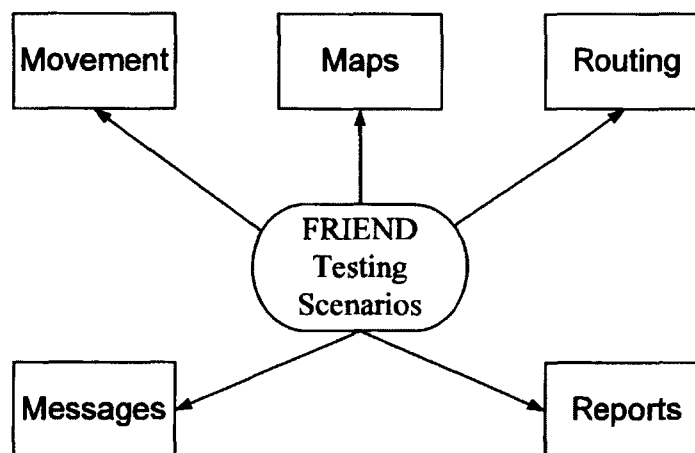 Movement
Maps
Routing
FRIEND
Testing
Scenarios
Messages
Reports